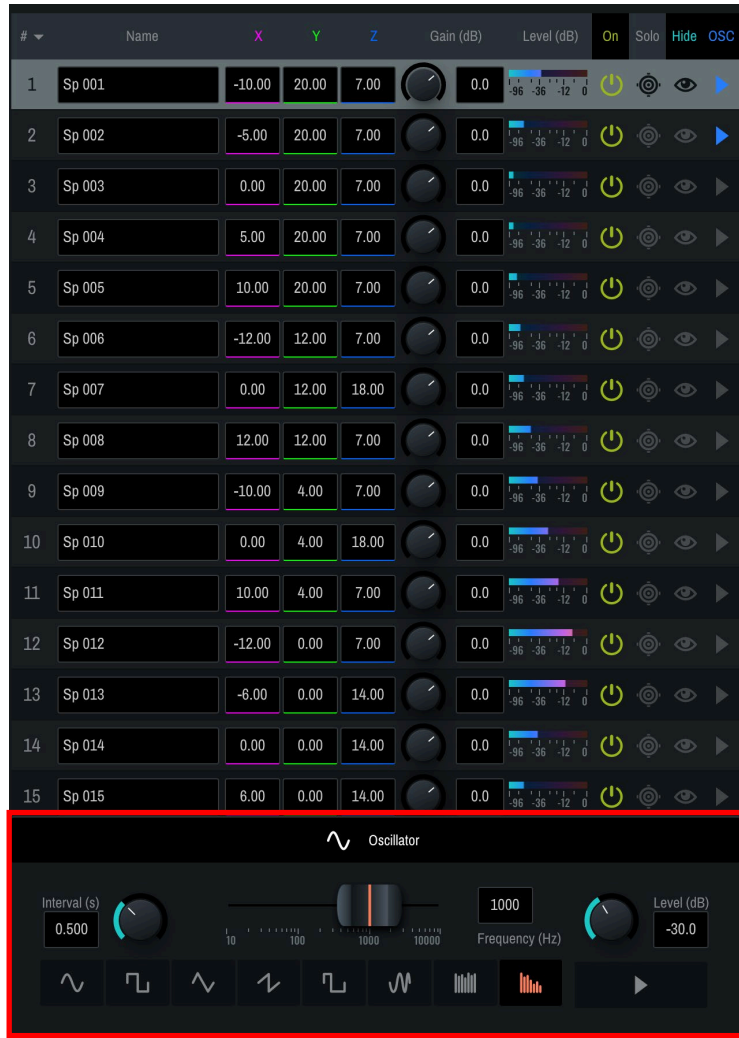 # Name X Y Z Gain (dB) Level (dB) On Solo Hide OSC
1 Sp 001 -10.00 20.00 7.00 0.0 -96 -36 -12 0
2 Sp 002 -5.00 20.00 7.00 0.0 -96 -36 -12 0
3 Sp 003 0.00 20.00 7.00 0.0 -96 -36 -12 0
4 Sp 004 5.00 20.00 7.00 0.0 -96 -36 -12 0
5 Sp 005 10.00 20.00 7.00 0.0 -96 -36 -12 0
6 Sp 006 -12.00 12.00 7.00 0.0 -96 -36 -12 0
7 Sp 007 0.00 12.00 18.00 0.0 -96 -36 -12 0
8 Sp 008 12.00 12.00 7.00 0.0 -96 -36 -12 0
9 Sp 009 -10.00 4.00 7.00 0.0 -96 -36 -12 0
10 Sp 010 0.00 4.00 18.00 0.0 -96 -36 -12 0
11 Sp 011 10.00 4.00 7.00 0.0 -96 -36 -12 0
12 Sp 012 -12.00 0.00 7.00 0.0 -96 -36 -12 0
13 Sp 013 -6.00 0.00 14.00 0.0 -96 -36 -12 0
14 Sp 014 0.00 0.00 14.00 0.0 -96 -36 -12 0
15 Sp 015 6.00 0.00 14.00 0.0 -96 -36 -12 0
Oscillator
Interval (s) 1000 Level (dB)
0.500 -30.0
10 100 1000 10000 Frequency (Hz)